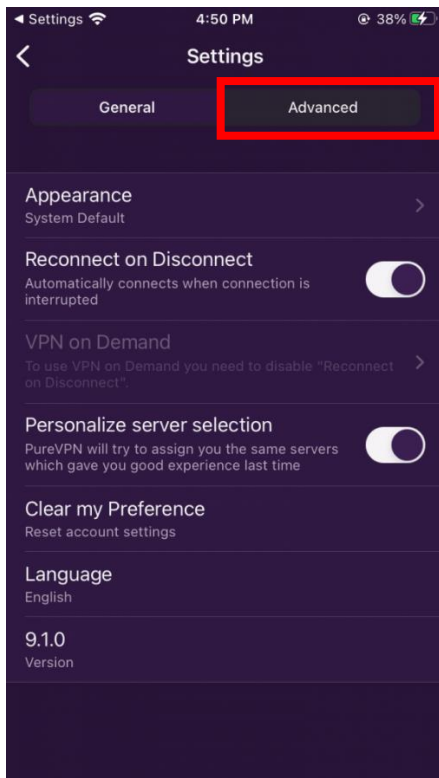 Settings 4:50 PM 38%
Settings
General Advanced
Appearance
System Default
Reconnect on Disconnect
Automatically connects when connection is
interrupted
VPN on Demand
To use VPN on Demand you need to disable "Reconnect
on Disconnect".
Personalize server selection
PureVPN will try to assign you the same servers
which gave you good experience last time
Clear my Preference
Reset account settings
Language
English
9.1.0
Version